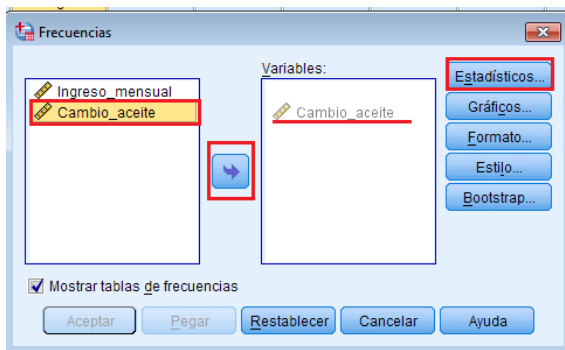 Frecuencias
Variables:
Ingreso_mensual
Cambio_aceite
Cambio_aceite
Estadísticos...
Gráficos...
Formato...
Estilo...
Bootstrap...
Mostrar tablas de frecuencias
Aceptar Pegar Restablecer Cancelar Ayuda